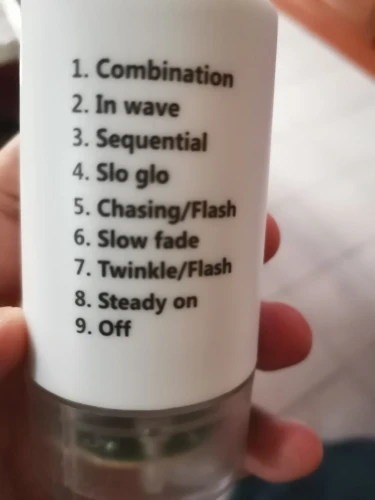 1. Combination
2. In wave
3. Sequential
4. Slo glo
5. Chasing/Flash
6. Slow fade
7. Twinkle/Flash
8. Steady on
9. Off